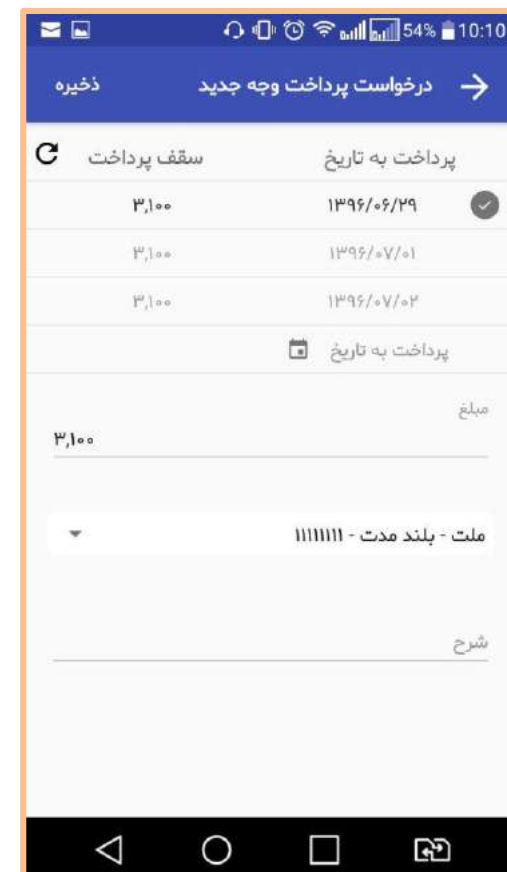 54% 10:10
درخواست پرداخت وجه جدید ذخیره
پرداخت به تاریخ سقف پرداخت
۱۳۹۶/۰۶/۲۹ ۳,۱۰۰
۱۳۹۶/۰۷/۰۱ ۳,۱۰۰
۱۳۹۶/۰۷/۰۲ ۳,۱۰۰
پرداخت به تاریخ
مبلغ
۳,۱۰۰
ملت - بلند مدت - ۱۱۱۱۱۱۱۱۱
شرح